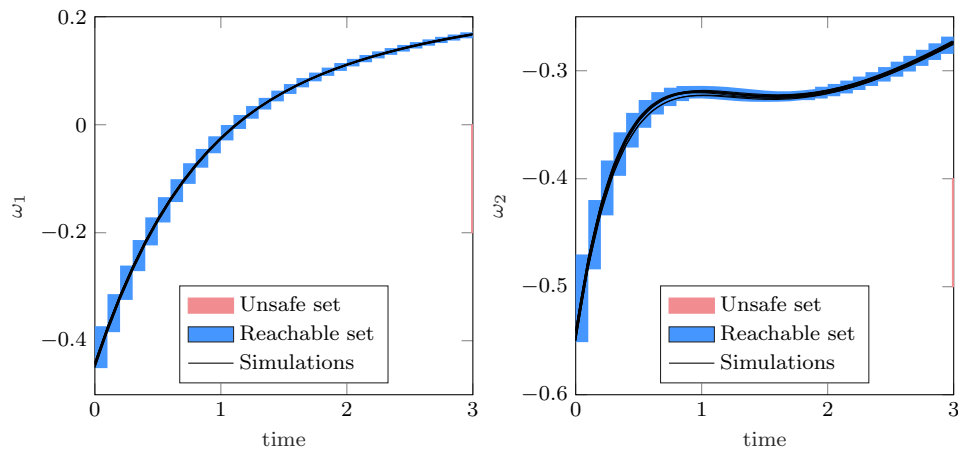 0.2
0
−0.2
−0.4
ω1
0
1
2
3
time
Unsafe set
Reachable set
Simulations
−0.3
−0.4
−0.5
−0.6
ω2
0
1
2
3
time
Unsafe set
Reachable set
Simulations